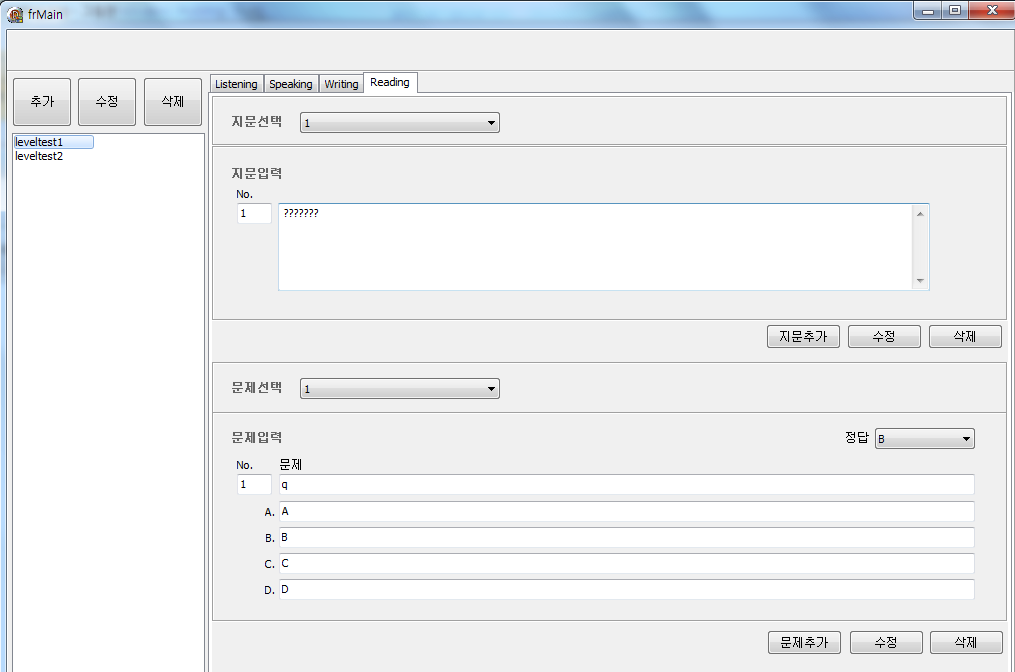 frMain
추가 수정 삭제
leveltest1
leveltest2
Listening Speaking Writing Reading
지문선택 1
지문입력
No.
1 ???????
지문추가 수정 삭제
문제선택 1
문제입력 정답 B
No. 문제
1 q
A. A
B. B
C. C
D. D
문제추가 수정 삭제